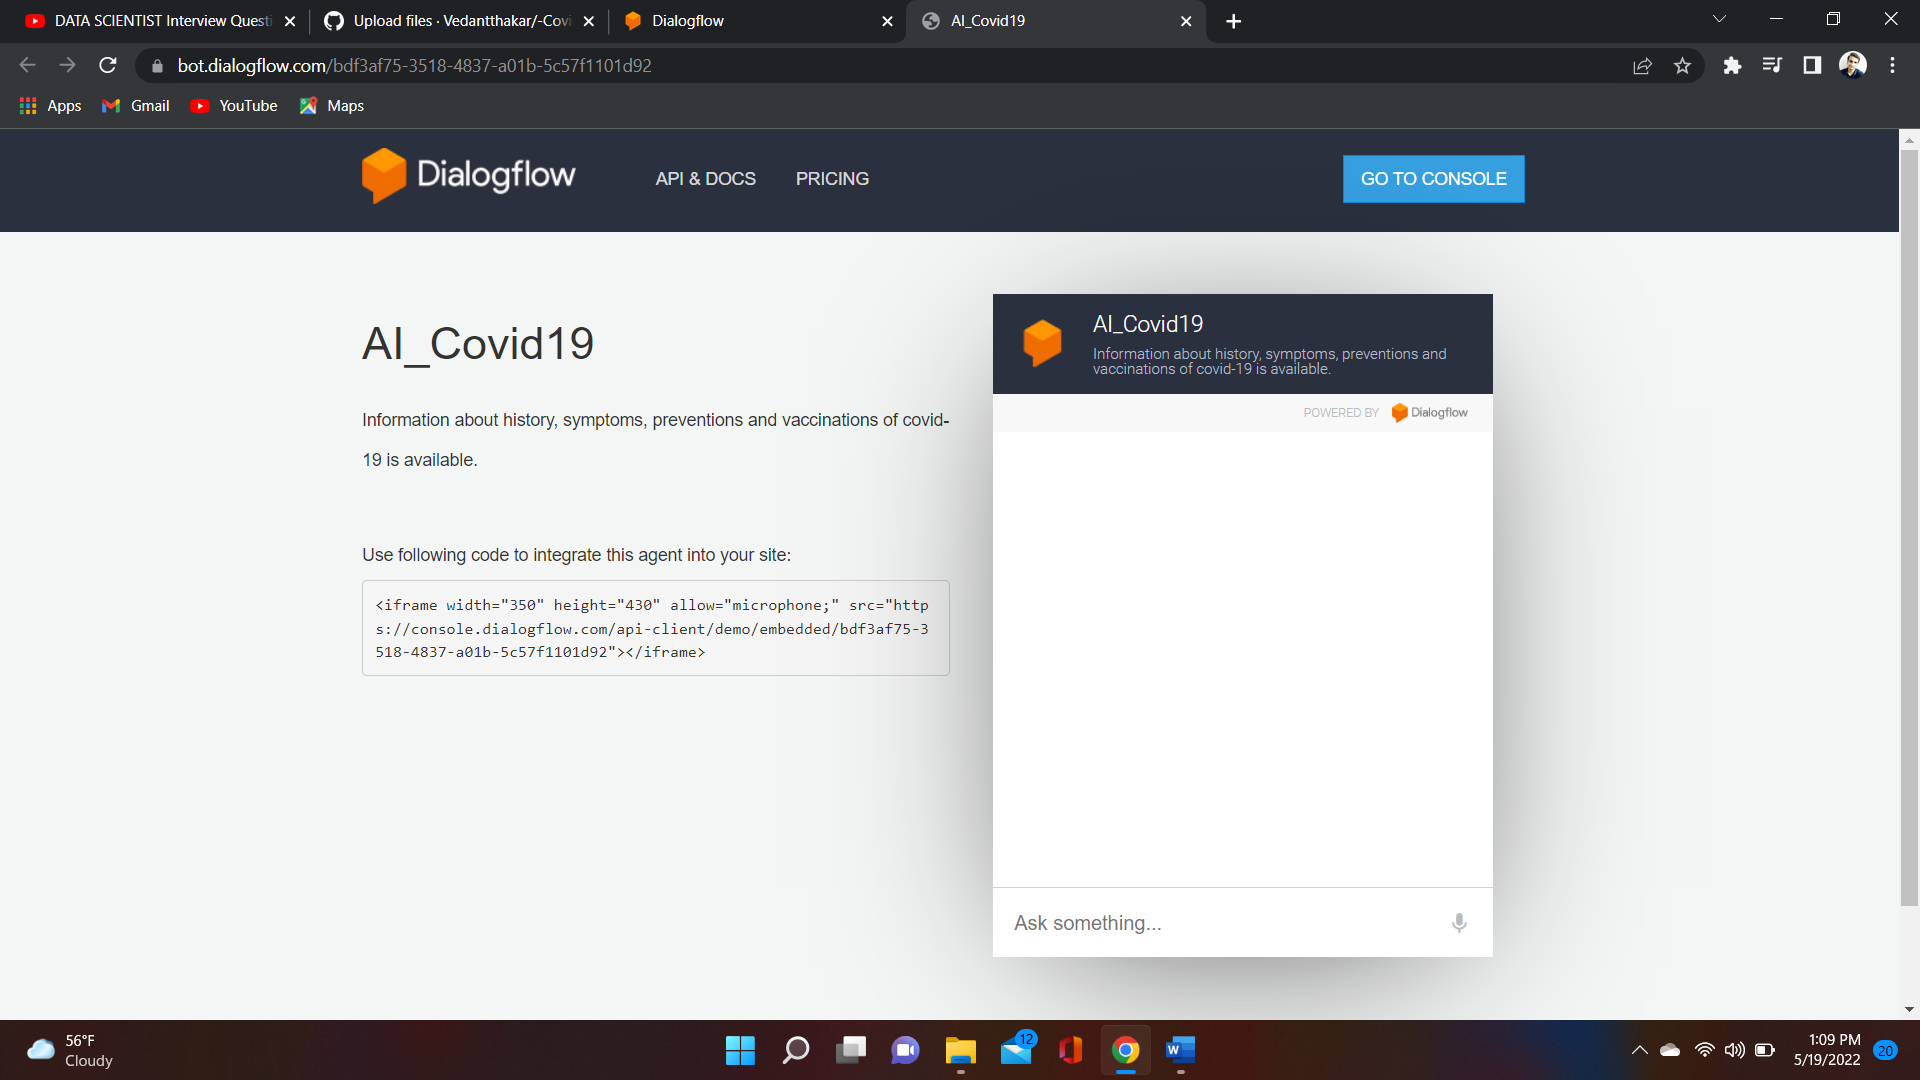 DATA SCIENTIST Interview Questi
Upload files · Vedantthakar/-Covi
Dialogflow
AI_Covid19
bot.dialogflow.com/bdf3af75-3518-4837-a01b-5c57f1101d92
Apps
Gmail
YouTube
Maps
Dialogflow
API & DOCS
PRICING
GO TO CONSOLE
AI_Covid19
Information about history, symptoms, preventions and vaccinations of covid-
19 is available.
Use following code to integrate this agent into your site:
<iframe width="350" height="430" allow="microphone;" src="http
s://console.dialogflow.com/api-client/demo/embedded/bdf3af75-3
518-4837-a01b-5c57f1101d92"></iframe>
AI_Covid19
Information about history, symptoms, preventions and
vaccinations of covid-19 is available.
POWERED BY Dialogflow
Ask something...
56°F
Cloudy
12
W
1:09 PM
5/19/2022
20